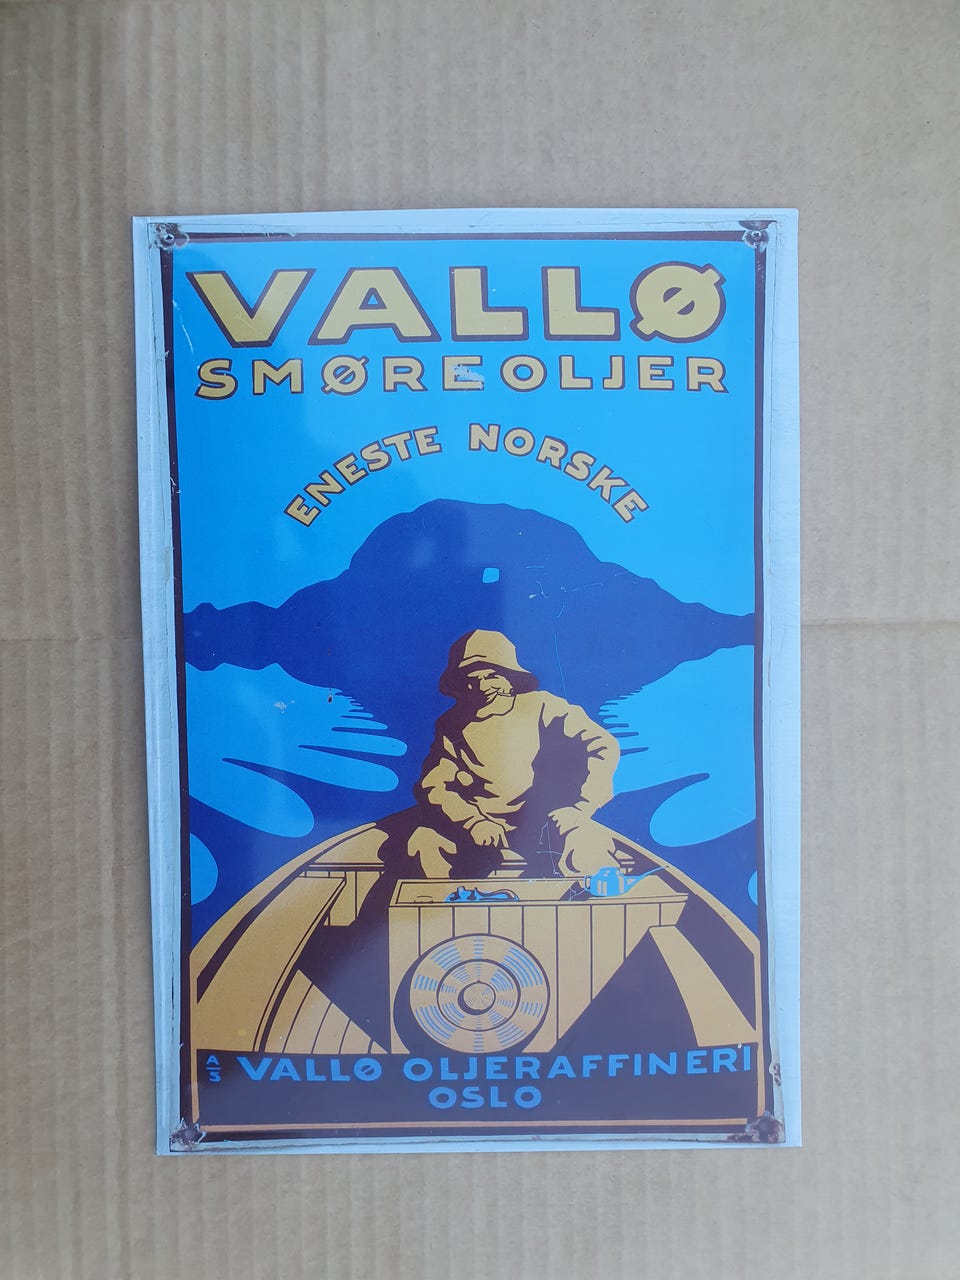 VALLØ
SMØREOLJER
ENESTE NORSKE
A/S VALLØ OLJERAFFINERI
OSLO